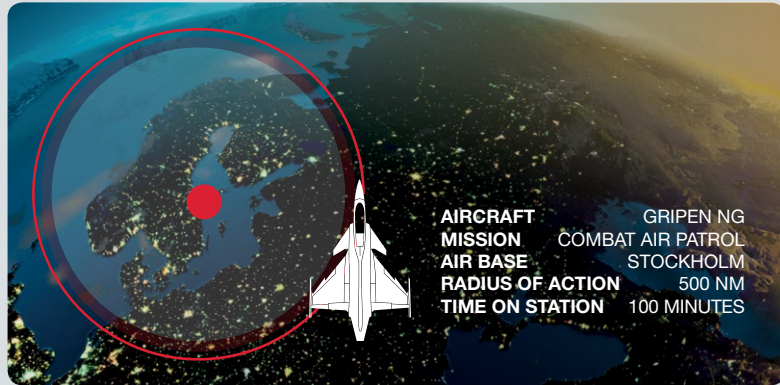 AIRCRAFT GRIPEN NG
MISSION COMBAT AIR PATROL
AIR BASE STOCKHOLM
RADIUS OF ACTION 500 NM
TIME ON STATION 100 MINUTES